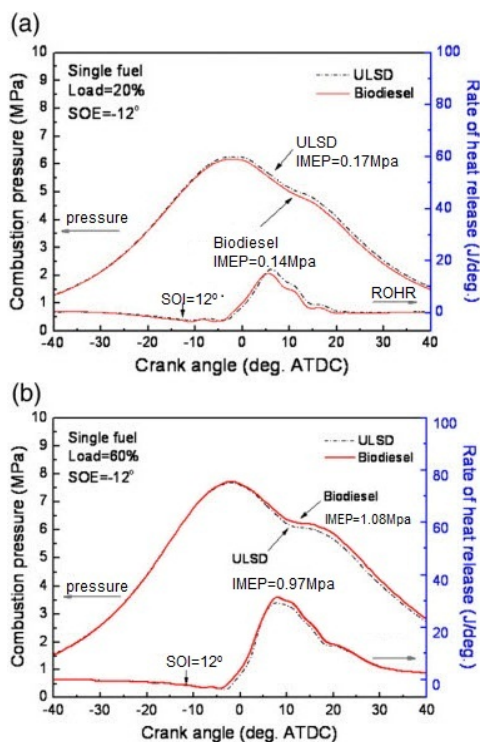 (a)
10
9
8
7
6
5
4
3
2
1
0
Combustion pressure (MPa)
Single fuel
Load=20%
SOE=-12°
ULSD
Biodiesel
ULSD
IMEP=0.17Mpa
pressure
Biodiesel
IMEP=0.14Mpa
SOI=12°
ROHR
100
80
60
40
20
0
Rate of heat release (J/deg.)
-40 -30 -20 -10 0 10 20 30 40
Crank angle (deg. ATDC)
(b)
10
9
8
7
6
5
4
3
2
1
0
Combustion pressure (MPa)
Single fuel
Load=60%
SOE=-12°
ULSD
Biodiesel
Biodiesel
IMEP=1.08Mpa
ULSD
IMEP=0.97Mpa
pressure
SOI=12°
100
80
60
40
20
0
Rate of heat release (J/deg.)
-40 -30 -20 -10 0 10 20 30 40
Crank angle (deg. ATDC)